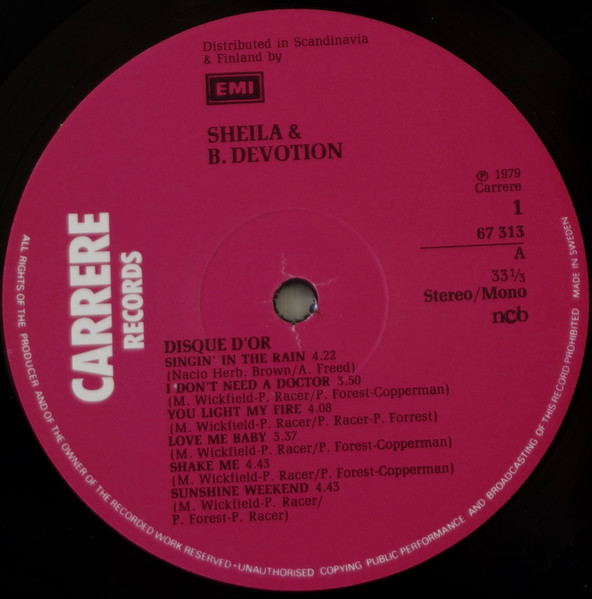 Distributed in Scandinavia
& Finland by
EMI
SHEILA &
B. DEVOTION
℗ 1979
Carrere
1
67 313
A
33 1/3
Stereo/Mono
ncb
CARRERE
RECORDS
DISQUE D'OR
SINGIN' IN THE RAIN 4.22
(Nacio Herb. Brown/A. Freed)
I DON'T NEED A DOCTOR 3.50
(M. Wickfield-P. Racer/P. Forest-Copperman)
YOU LIGHT MY FIRE 4.08
(M. Wickfield-P. Racer/P. Racer-P. Forrest)
LOVE ME BABY 3.37
(M. Wickfield-P. Racer/P. Forest-Copperman)
SHAKE ME 4.43
(M. Wickfield-P. Racer/P. Forest-Copperman)
SUNSHINE WEEKEND 4.43
(M. Wickfield-P. Racer/
P. Forest-P. Racer)
ALL RIGHTS OF THE PRODUCER AND OF THE OWNER OF THE RECORDED WORK RESERVED • UNAUTHORISED COPYING PUBLIC PERFORMANCE AND BROADCASTING OF THIS RECORD PROHIBITED MADE IN SWEDEN